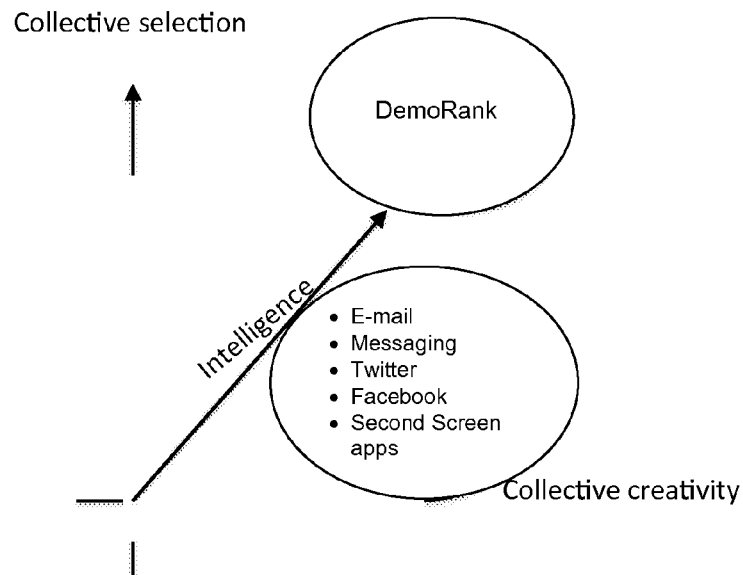 Collective selection
DemoRank
Intelligence
• E-mail
• Messaging
• Twitter
• Facebook
• Second Screen
apps
Collective creativity